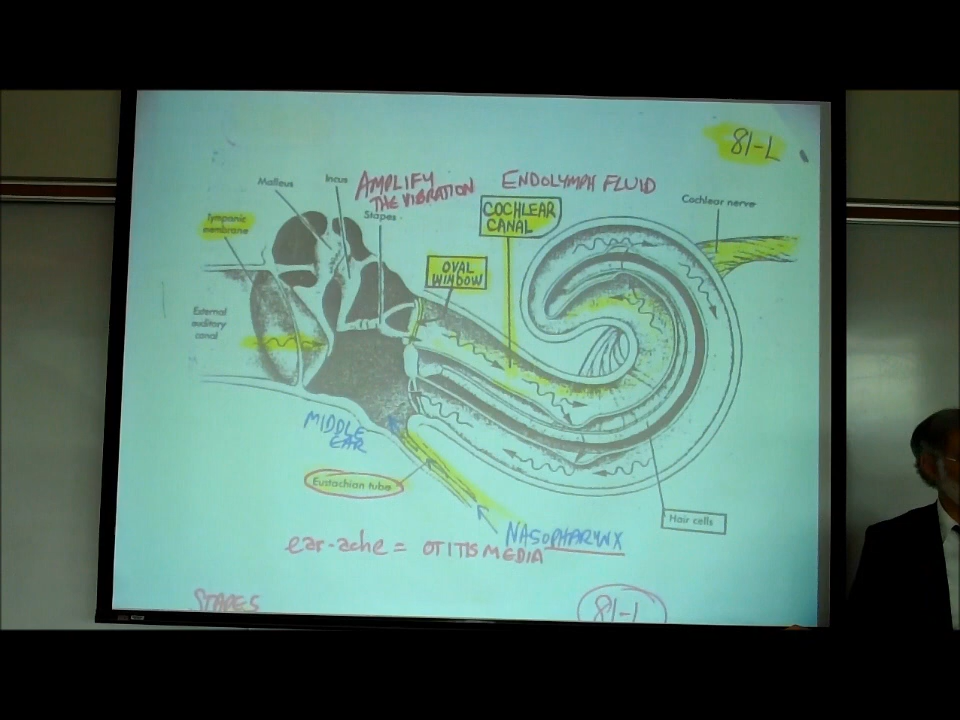 81-L
Malleus
Incus
AMPLIFY
THE VIBRATION
ENDOLYMPH FLUID
Stapes
COCHLEAR
CANAL
Cochlear nerve
Tympanic
membrane
OVAL
WINDOW
External
auditory
canal
MIDDLE
EAR
Eustachian tube
Hair cells
NASOPHARYNX
ear-ache = OTITIS MEDIA
STAPES
81-L